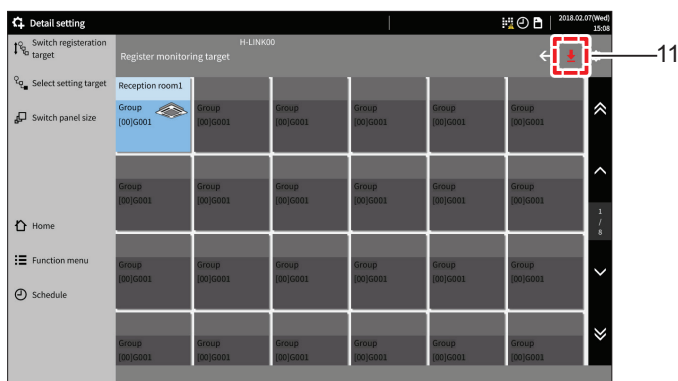 Detail setting
2018.02.07(Wed)
15:08
Switch registeration
target
H-LINK00
Register monitoring target
11
Select setting target
Switch panel size
Home
Function menu
Schedule
Reception room1
Group
[00]G001
Group
[00]G001
Group
[00]G001
Group
[00]G001
Group
[00]G001
Group
[00]G001
Group
[00]G001
Group
[00]G001
Group
[00]G001
Group
[00]G001
Group
[00]G001
Group
[00]G001
Group
[00]G001
Group
[00]G001
Group
[00]G001
Group
[00]G001
Group
[00]G001
Group
[00]G001
Group
[00]G001
Group
[00]G001
Group
[00]G001
Group
[00]G001
Group
[00]G001
Group
[00]G001
1
/
8